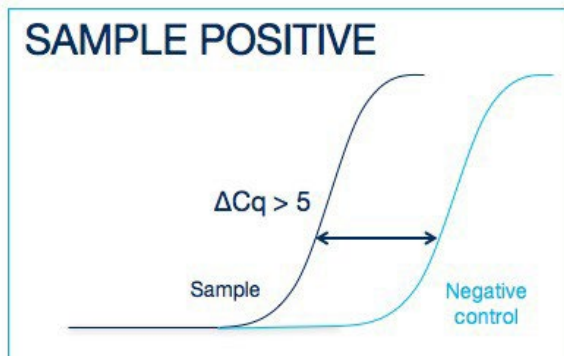 SAMPLE POSITIVE
ΔCq > 5
Sample
Negative
control